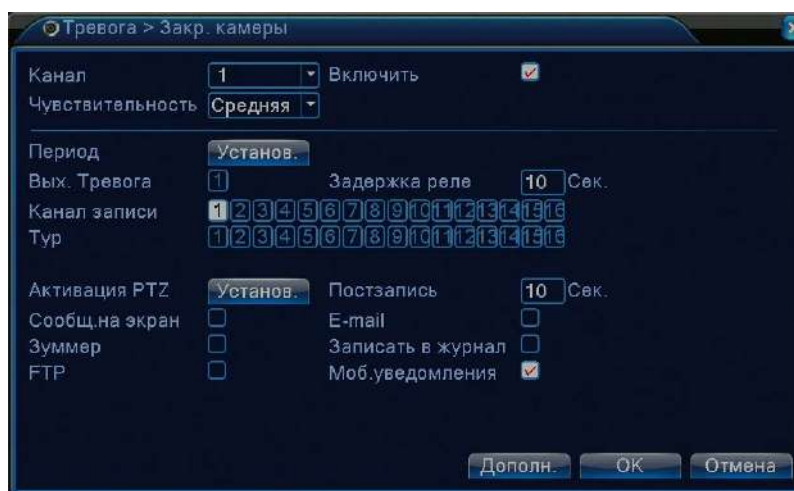 Тревога > Закр. камеры
Канал 1 Включить
Чувствительность Средняя
Период Установ.
Вых. Тревога 1 Задержка реле 10 Сек.
Канал записи 1 2 3 4 5 6 7 8 9 10 11 12 13 14 15 16
Тур 1 2 3 4 5 6 7 8 9 10 11 12 13 14 15 16
Активация PTZ Установ. Постзапись 10 Сек.
Сообщ.на экран E-mail
Зуммер Записать в журнал
FTP Моб.уведомления
Дополн. OK Отмена